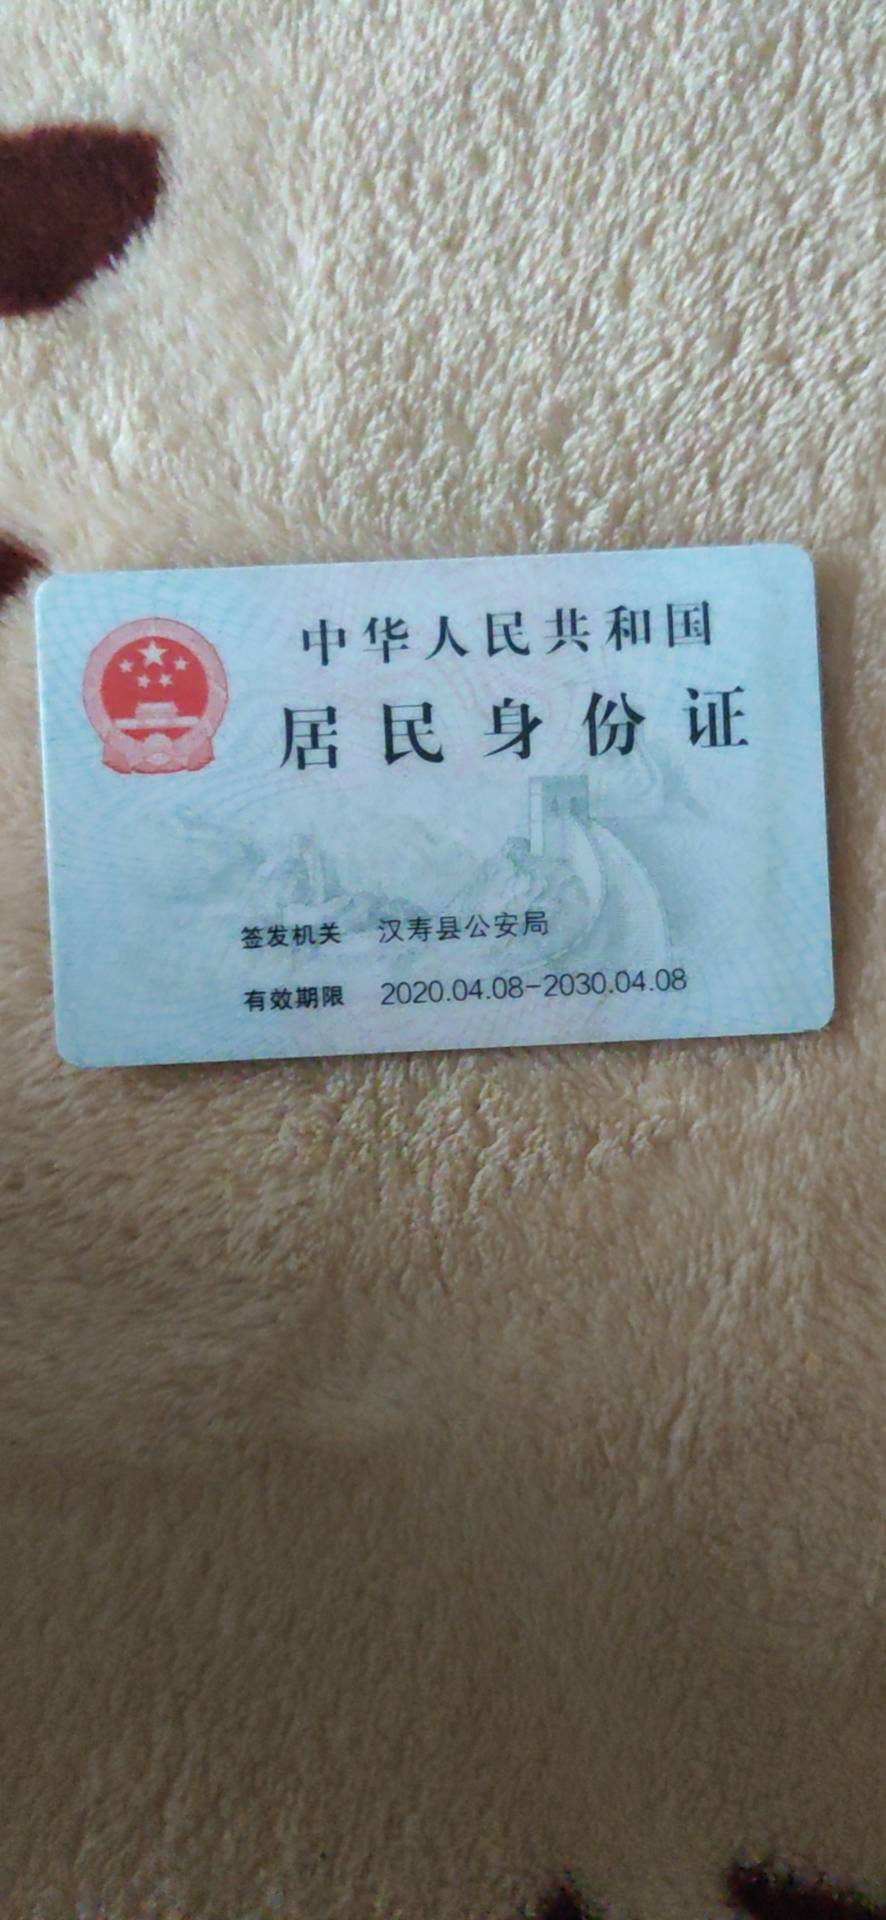 中华人民共和国
居民身份证
签发机关 汉寿县公安局
有效期限 2020.04.08-2030.04.08